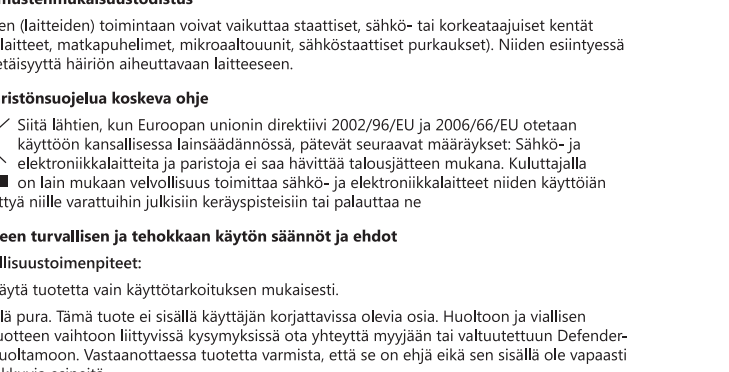 mustenmukaisuustodistus
en (laitteiden) toimintaan voivat vaikuttaa staattiset, sähkö- tai korkeataajuiset kentät
laitteet, matkapuhelimet, mikroaaltouunit, sähköstaattiset purkaukset). Niiden esiintyessä
etäisyyttä häiriön aiheuttavaan laitteeseen.
ristönsuojelua koskeva ohje
Siitä lähtien, kun Euroopan unionin direktiivi 2002/96/EU ja 2006/66/EU otetaan
käyttöön kansallisessa lainsäädännössä, pätevät seuraavat määräykset: Sähkö- ja
elektroniikkalaitteita ja paristoja ei saa hävittää talousjätteen mukana. Kuluttajalla
on lain mukaan velvollisuus toimittaa sähkö- ja elektroniikkalaitteet niiden käyttöiän
ttyä niille varattuihin julkisiin keräyspisteisiin tai palauttaa ne
een turvallisen ja tehokkaan käytön säännöt ja ehdot
llisuustoimenpiteet:
äytä tuotetta vain käyttötarkoituksen mukaisesti.
lä pura. Tämä tuote ei sisällä käyttäjän korjattavissa olevia osia. Huoltoon ja viallisen
uotteen vaihtoon liittyvissä kysymyksissä ota yhteyttä myyjään tai valtuutettuun Defender-
uoltamoon. Vastaanottaessa tuotetta varmista, että se on ehjä eikä sen sisällä ole vapaasti